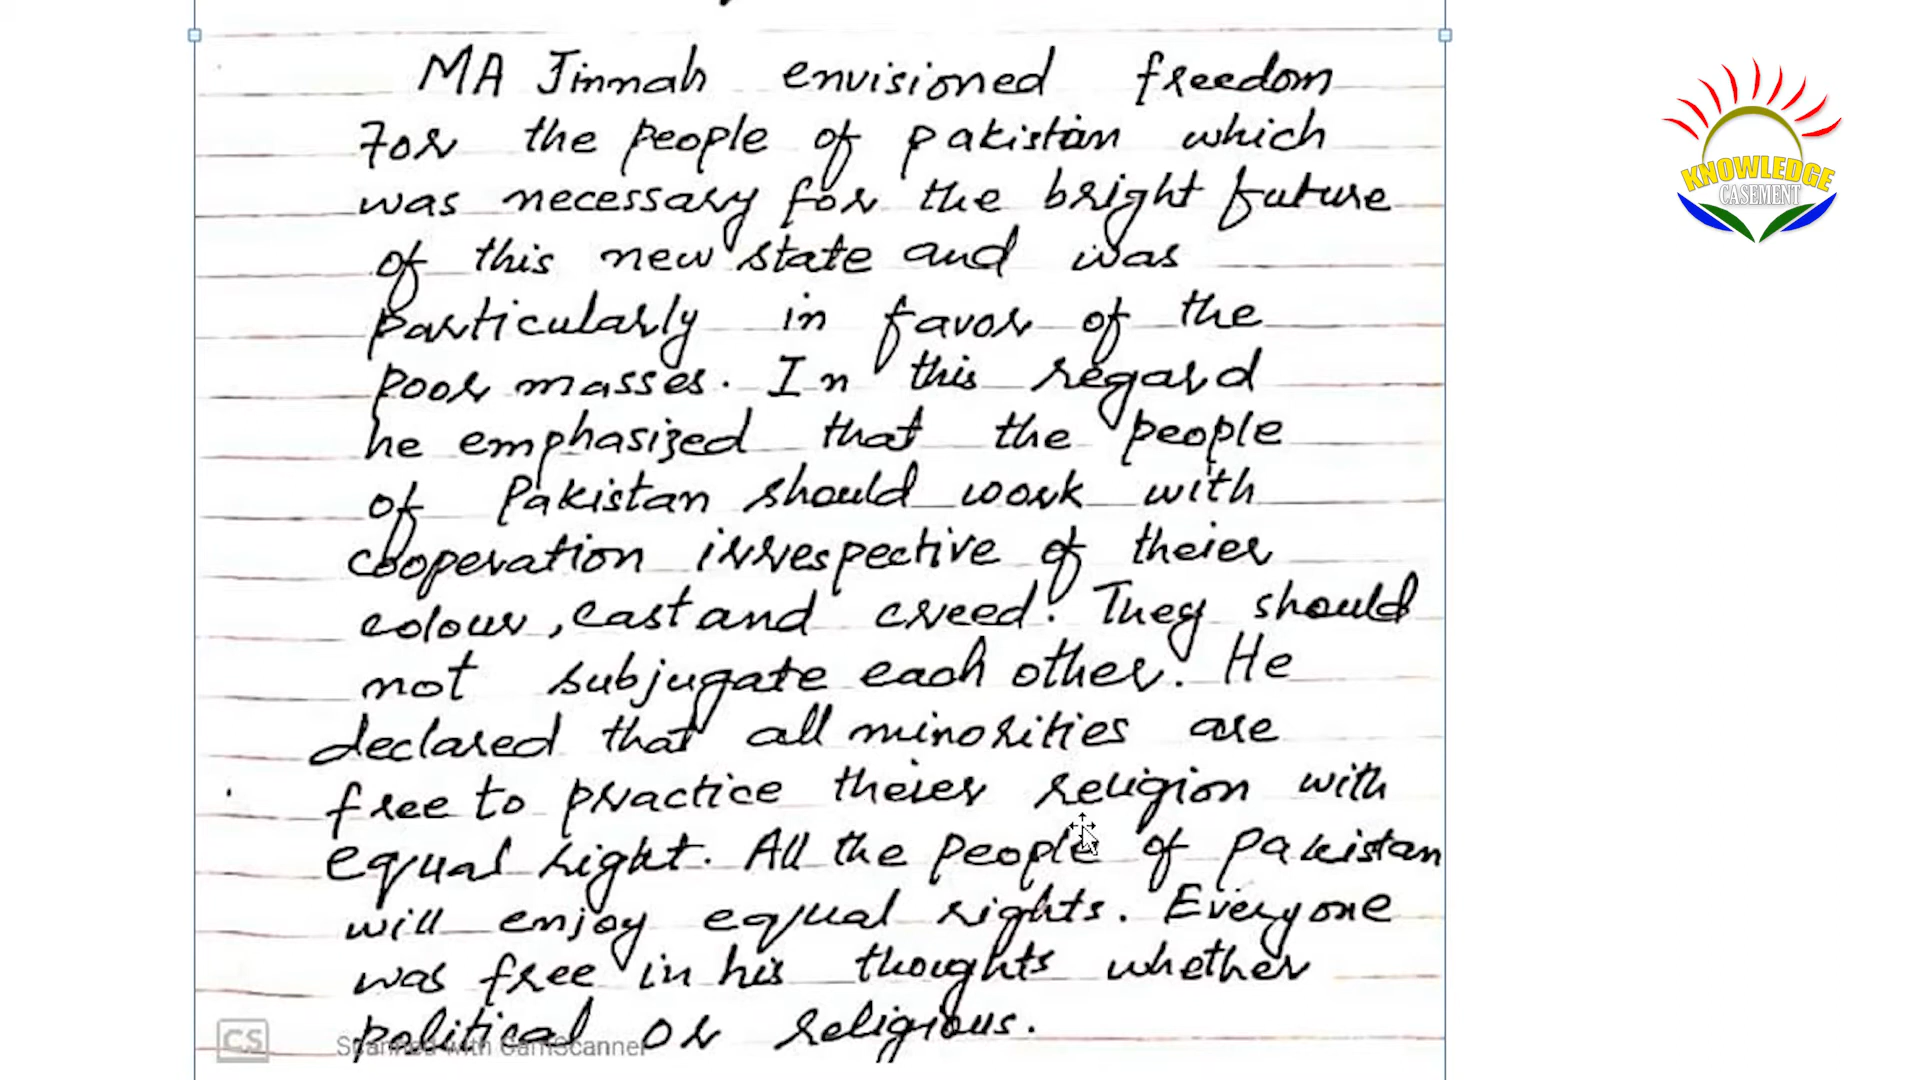 MA Jinnah envisioned freedom
For the people of pakistan which
was necessary for the bright future
of this new state and was
particularly in favor of the
poor masses. In this regard
he emphasized that the people
of Pakistan should work with
cooperation irrespective of theier
colour, cast and creed. They should
not subjugate each other. He
declared that all minorities are
free to practice theier religion with
equal right. All the people of Pakistan
will enjoy equal rights. Everyone
was free in his thoughts whether
political or religious.
CS Scanned with CamScanner
KNOWLEDGE
CASEMENT